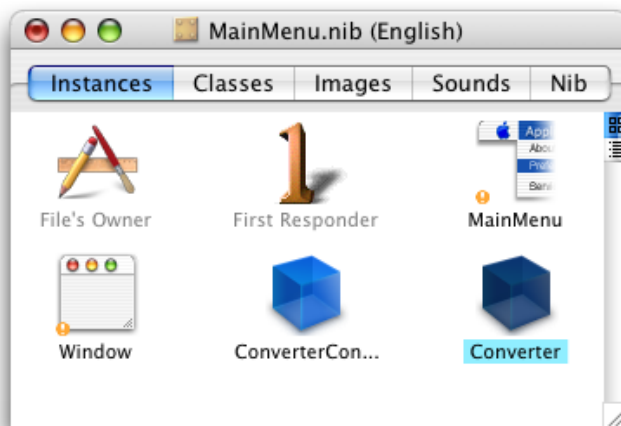 MainMenu.nib (English)
Instances Classes Images Sounds Nib
File's Owner First Responder MainMenu
Window ConverterCon... Converter